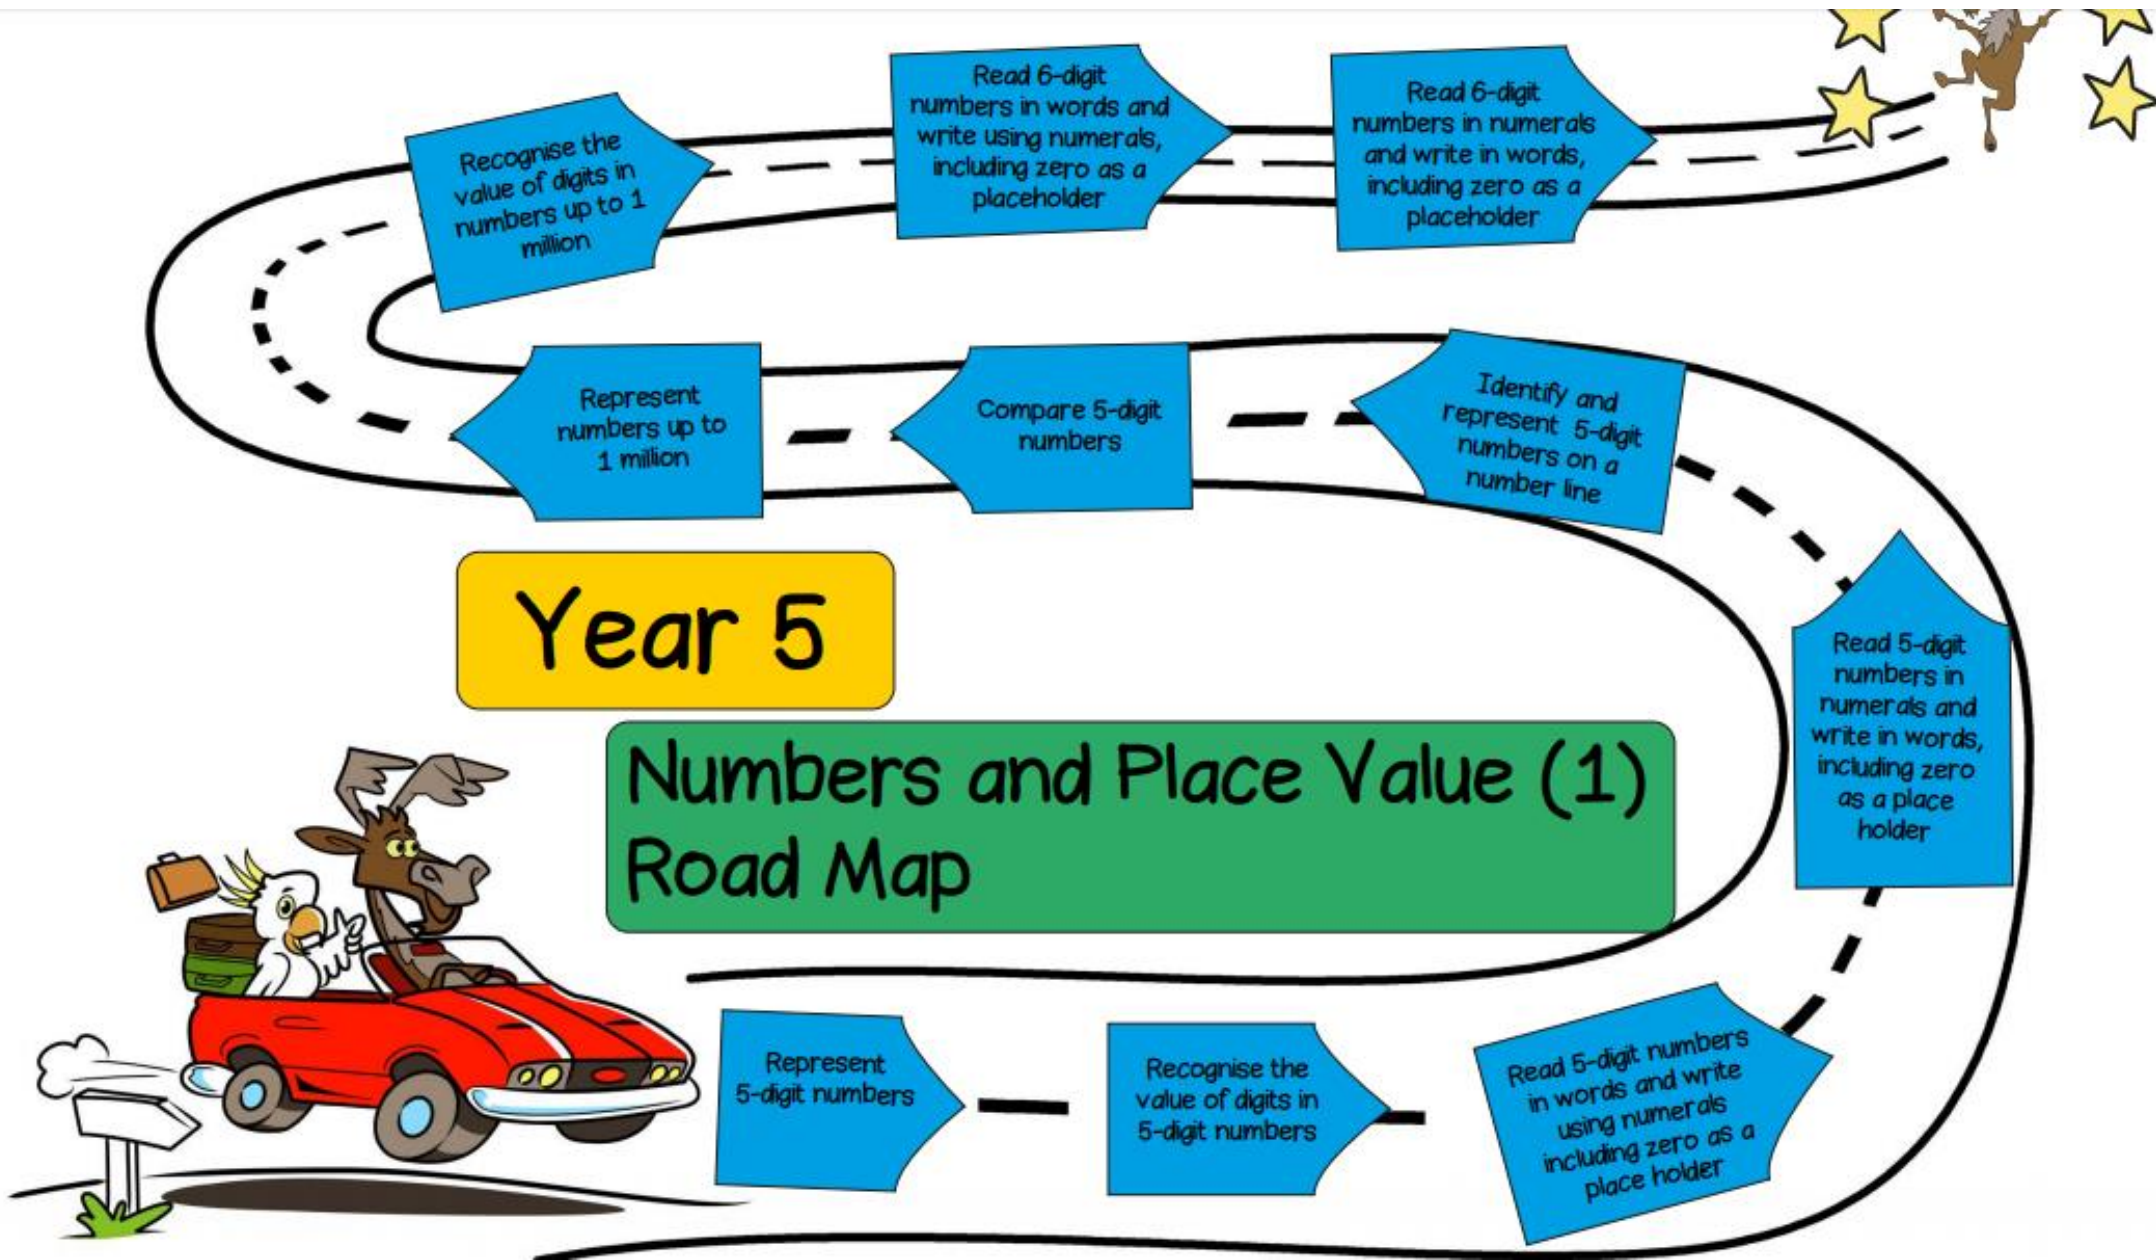 Year 5
Numbers and Place Value (1)
Road Map
Represent
5-digit numbers
Recognise the
value of digits in
5-digit numbers
Read 5-digit numbers
in words and write
using numerals
including zero as a
place holder
Read 5-digit
numbers in
numerals and
write in words,
including zero
as a place
holder
Identify and
represent 5-digit
numbers on a
number line
Compare 5-digit
numbers
Represent
numbers up to
1 million
Recognise the
value of digits in
numbers up to 1
million
Read 6-digit
numbers in words and
write using numerals,
including zero as a
placeholder
Read 6-digit
numbers in numerals
and write in words,
including zero as a
placeholder